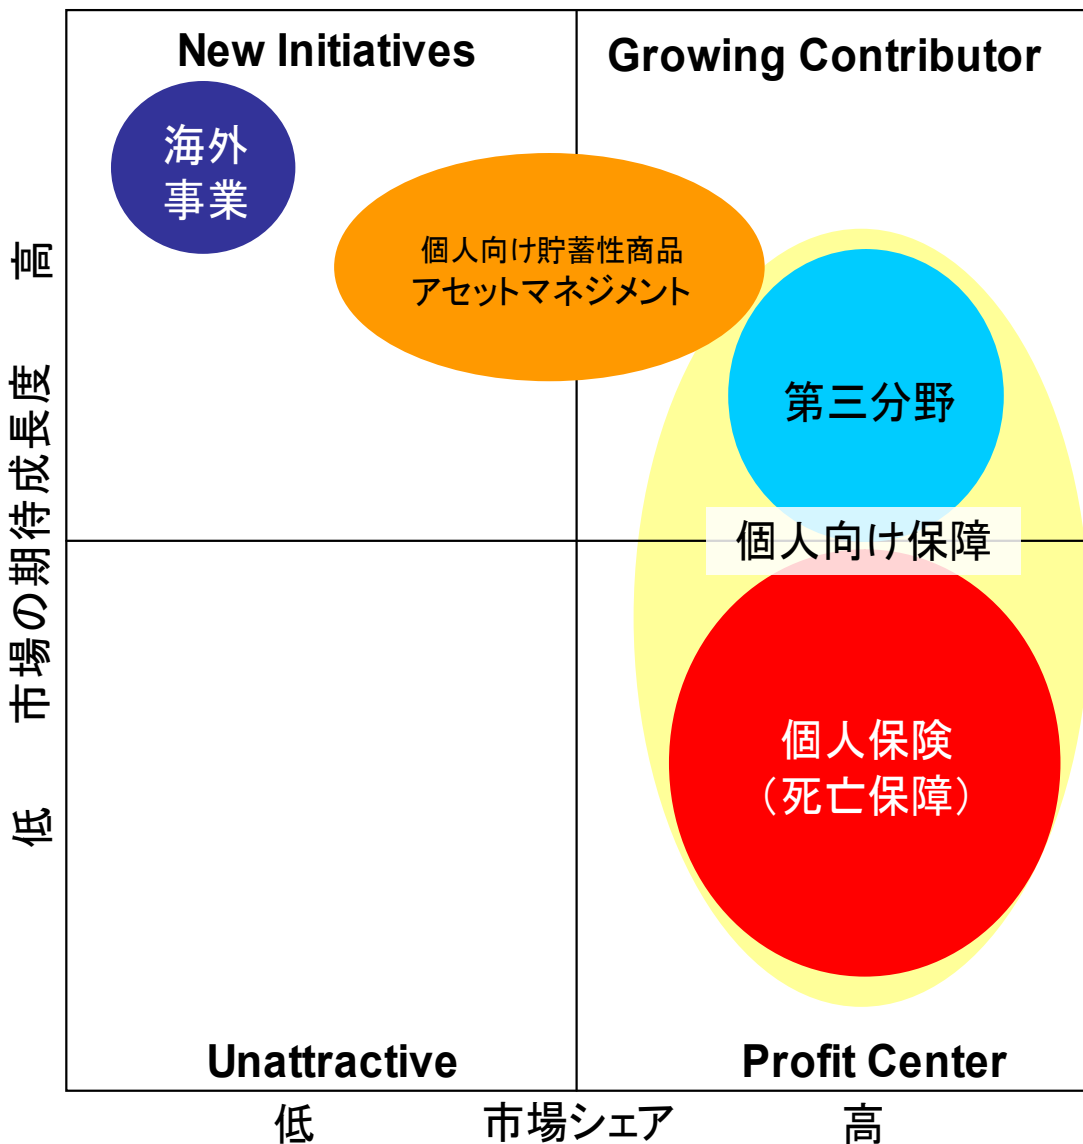 New Initiatives
Growing Contributor
海外
事業
個人向け貯蓄性商品
アセットマネジメント
第三分野
個人向け保障
個人保険
（死亡保障）
Unattractive
Profit Center
低 市場の期待成長度 高
低 市場シェア 高